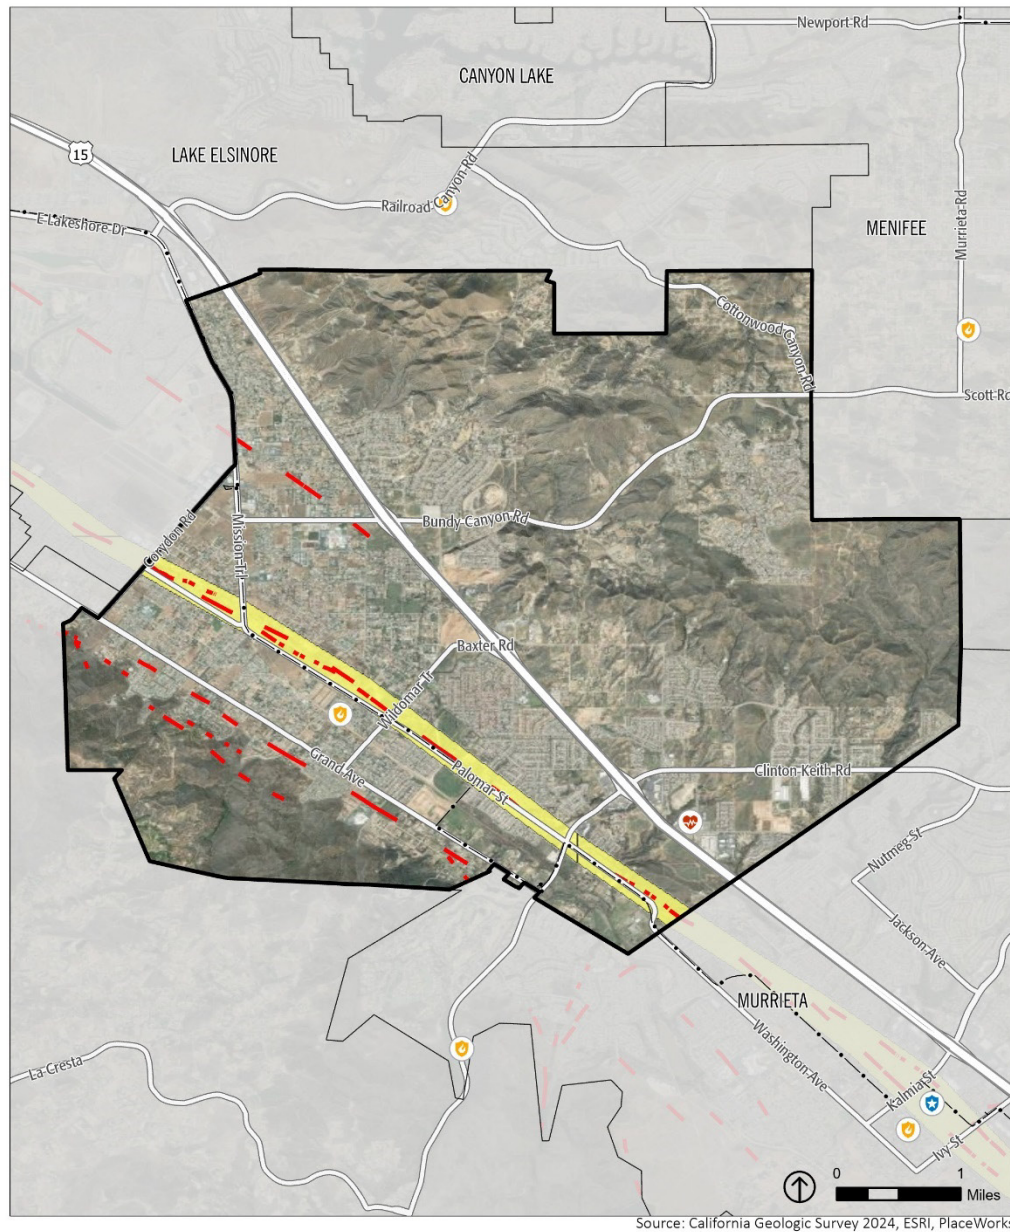 Newport Rd
CANYON LAKE
15
LAKE ELSINORE
Railroad Canyon Rd
E Lakeshore Dr
MENIFEE
Murrieta Rd
Cottonwood Canyon Rd
Scott Rd
Corydon Rd
Mission Trl
Bundy Canyon Rd
Baxter Rd
Wildomar Tr
Grand Ave
Palomar St
Clinton Keith Rd
Nutmeg St
Jackson Ave
MURRIETA
Washington Ave
La Cresta
Kalmia St
Ivy St
0 1
Miles
Source: California Geologic Survey 2024, ESRI, PlaceWorks